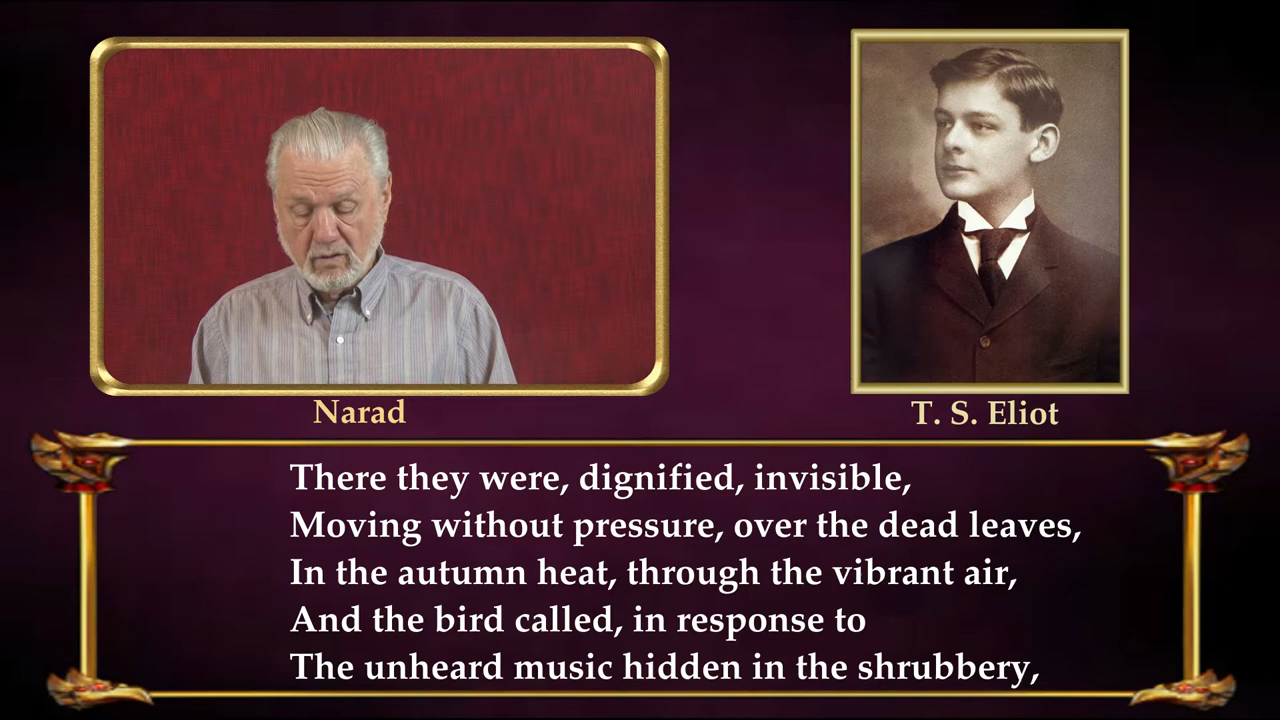 Narad
T. S. Eliot
There they were, dignified, invisible,
Moving without pressure, over the dead leaves,
In the autumn heat, through the vibrant air,
And the bird called, in response to
The unheard music hidden in the shrubbery,